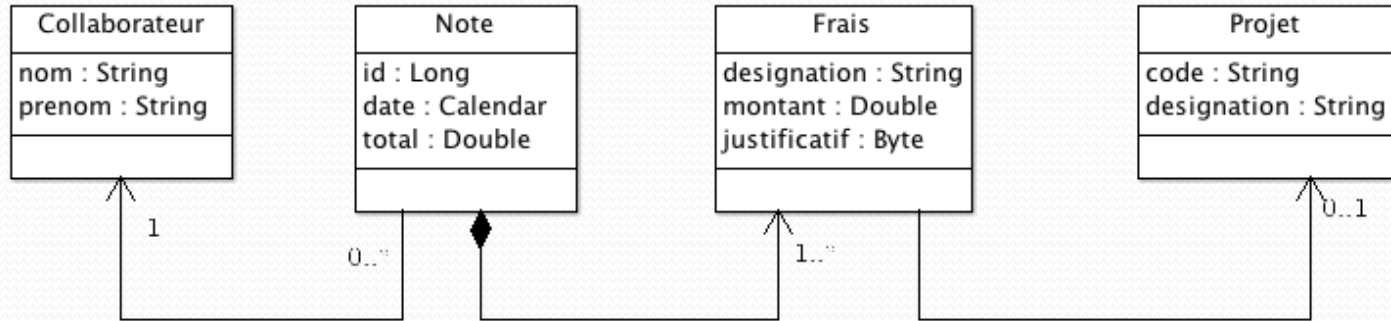 Collaborateur
nom : String
prenom : String
Note
id : Long
date : Calendar
total : Double
Frais
designation : String
montant : Double
justificatif : Byte
Projet
code : String
designation : String
1
0..*
1..*
0..1